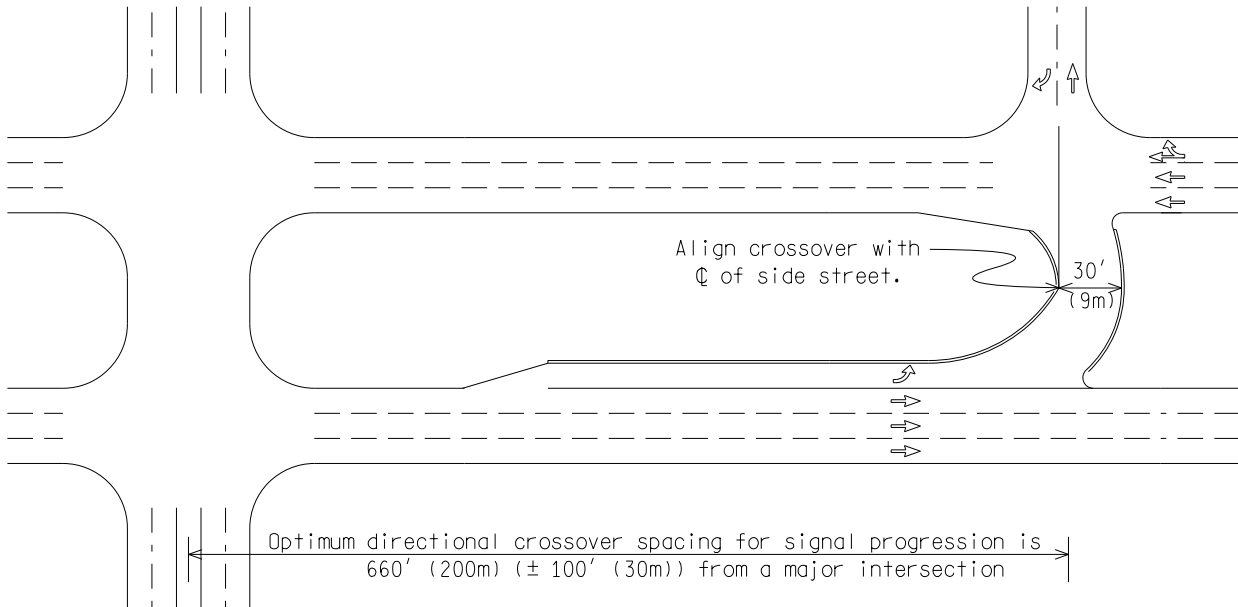 Align crossover with
℄ of side street.
30'
(9m)
Optimum directional crossover spacing for signal progression is
660' (200m) (± 100' (30m)) from a major intersection